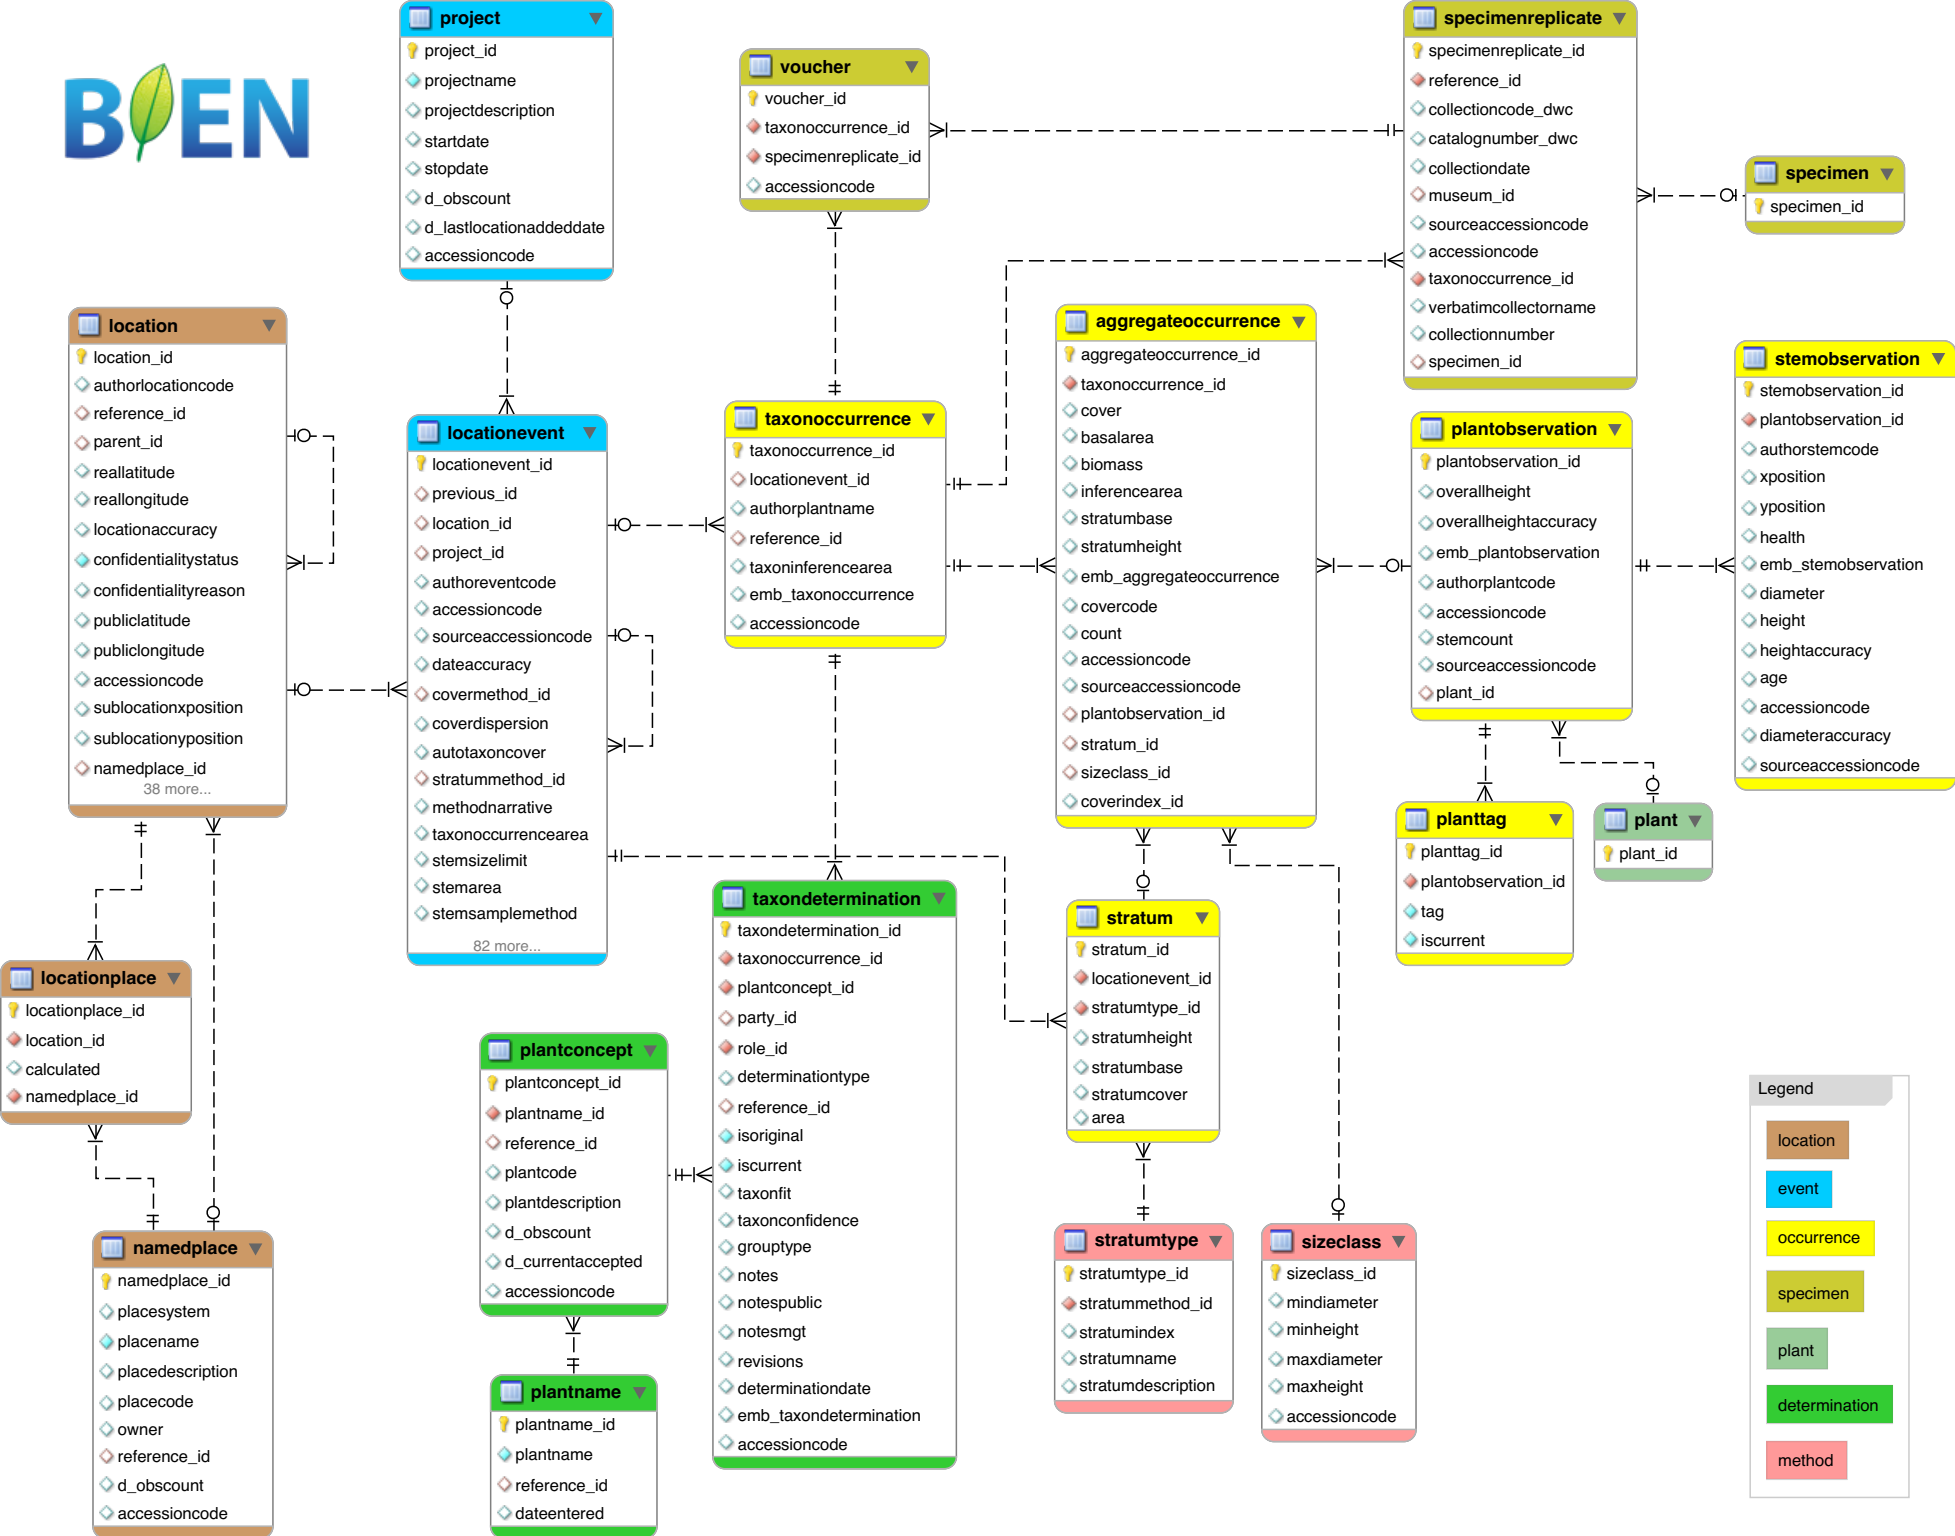 BIEN
project
project_id
projectname
projectdescription
startdate
stopdate
d_obscount
d_lastlocationaddeddate
accessioncode
voucher
voucher_id
taxonoccurrence_id
specimenreplicate_id
accessioncode
specimenreplicate
specimenreplicate_id
reference_id
collectioncode_dwc
catalognumber_dwc
collectiondate
museum_id
sourceaccessioncode
accessioncode
taxonoccurrence_id
verbatimcollectorname
collectionnumber
specimen_id
specimen
specimen_id
location
location_id
authorlocationcode
reference_id
parent_id
reallatitude
reallongitude
locationaccuracy
confidentialitystatus
confidentialityreason
publiclatitude
publiclongitude
accessioncode
sublocationxposition
sublocationyposition
namedplace_id
38 more...
locationevent
locationevent_id
previous_id
location_id
project_id
authoreventcode
accessioncode
sourceaccessioncode
dateaccuracy
covermethod_id
coverdispersion
autotaxoncover
stratummethod_id
methodnarrative
taxonoccurrencearea
stemsizelimit
stemarea
stemsamplemethod
82 more...
taxonoccurrence
taxonoccurrence_id
locationevent_id
authorplantname
reference_id
taxoninferencearea
emb_taxonoccurrence
accessioncode
aggregateoccurrence
aggregateoccurrence_id
taxonoccurrence_id
cover
basalarea
biomass
inferencearea
stratumbase
stratumheight
emb_aggregateoccurrence
covercode
count
accessioncode
sourceaccessioncode
plantobservation_id
stratum_id
sizeclass_id
coverindex_id
plantobservation
plantobservation_id
overallheight
overallheightaccuracy
emb_plantobservation
authorplantcode
accessioncode
stemcount
sourceaccessioncode
plant_id
stemobservation
stemobservation_id
plantobservation_id
authorstemcode
xposition
yposition
health
emb_stemobservation
diameter
height
heightaccuracy
age
accessioncode
diameteraccuracy
sourceaccessioncode
planttag
planttag_id
plantobservation_id
tag
iscurrent
plant
plant_id
locationplace
locationplace_id
location_id
calculated
namedplace_id
namedplace
namedplace_id
placesystem
placename
placedescription
placecode
owner
reference_id
d_obscount
accessioncode
plantconcept
plantconcept_id
plantname_id
reference_id
plantcode
plantdescription
d_obscount
d_currentaccepted
accessioncode
plantname
plantname_id
plantname
reference_id
dateentered
taxondetermination
taxondetermination_id
taxonoccurrence_id
plantconcept_id
party_id
role_id
determinationtype
reference_id
isoriginal
iscurrent
taxonfit
taxonconfidence
grouptype
notes
notespublic
notesmgt
revisions
determinationdate
emb_taxondetermination
accessioncode
stratum
stratum_id
locationevent_id
stratumtype_id
stratumheight
stratumbase
stratumcover
area
stratumtype
stratumtype_id
stratummethod_id
stratumindex
stratumname
stratumdescription
sizeclass
sizeclass_id
mindiameter
minheight
maxdiameter
maxheight
accessioncode
Legend
location
event
occurrence
specimen
plant
determination
method